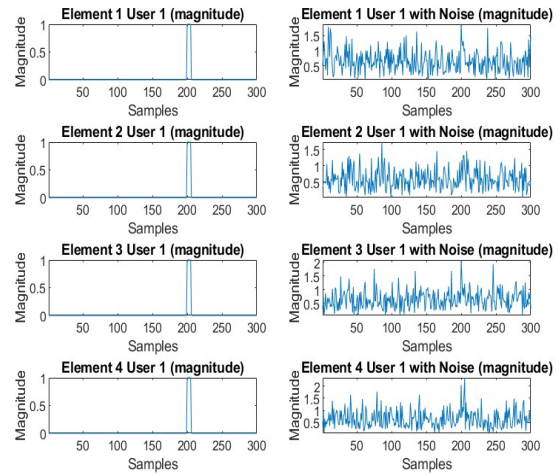 Element 1 User 1 (magnitude)
Magnitude
1
0.5
0
50 100 150 200 250 300
Samples
Element 1 User 1 with Noise (magnitude)
Magnitude
1.5
1
0.5
50 100 150 200 250 300
Samples
Element 2 User 1 (magnitude)
Magnitude
1
0.5
0
50 100 150 200 250 300
Samples
Element 2 User 1 with Noise (magnitude)
Magnitude
1.5
1
0.5
50 100 150 200 250 300
Samples
Element 3 User 1 (magnitude)
Magnitude
1
0.5
0
50 100 150 200 250 300
Samples
Element 3 User 1 with Noise (magnitude)
Magnitude
2
1.5
1
0.5
50 100 150 200 250 300
Samples
Element 4 User 1 (magnitude)
Magnitude
1
0.5
0
50 100 150 200 250 300
Samples
Element 4 User 1 with Noise (magnitude)
Magnitude
2
1.5
1
0.5
50 100 150 200 250 300
Samples